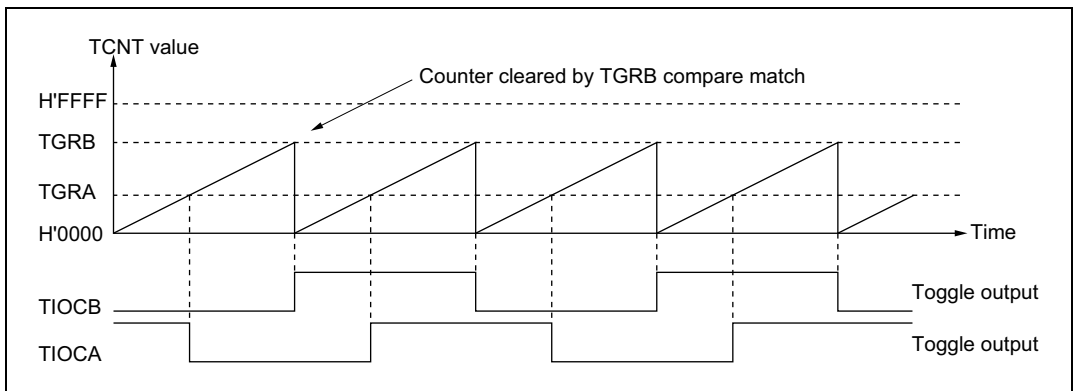 TCNT value
Counter cleared by TGRB compare match
H'FFFF
TGRB
TGRA
H'0000
Time
TIOCB
Toggle output
TIOCA
Toggle output